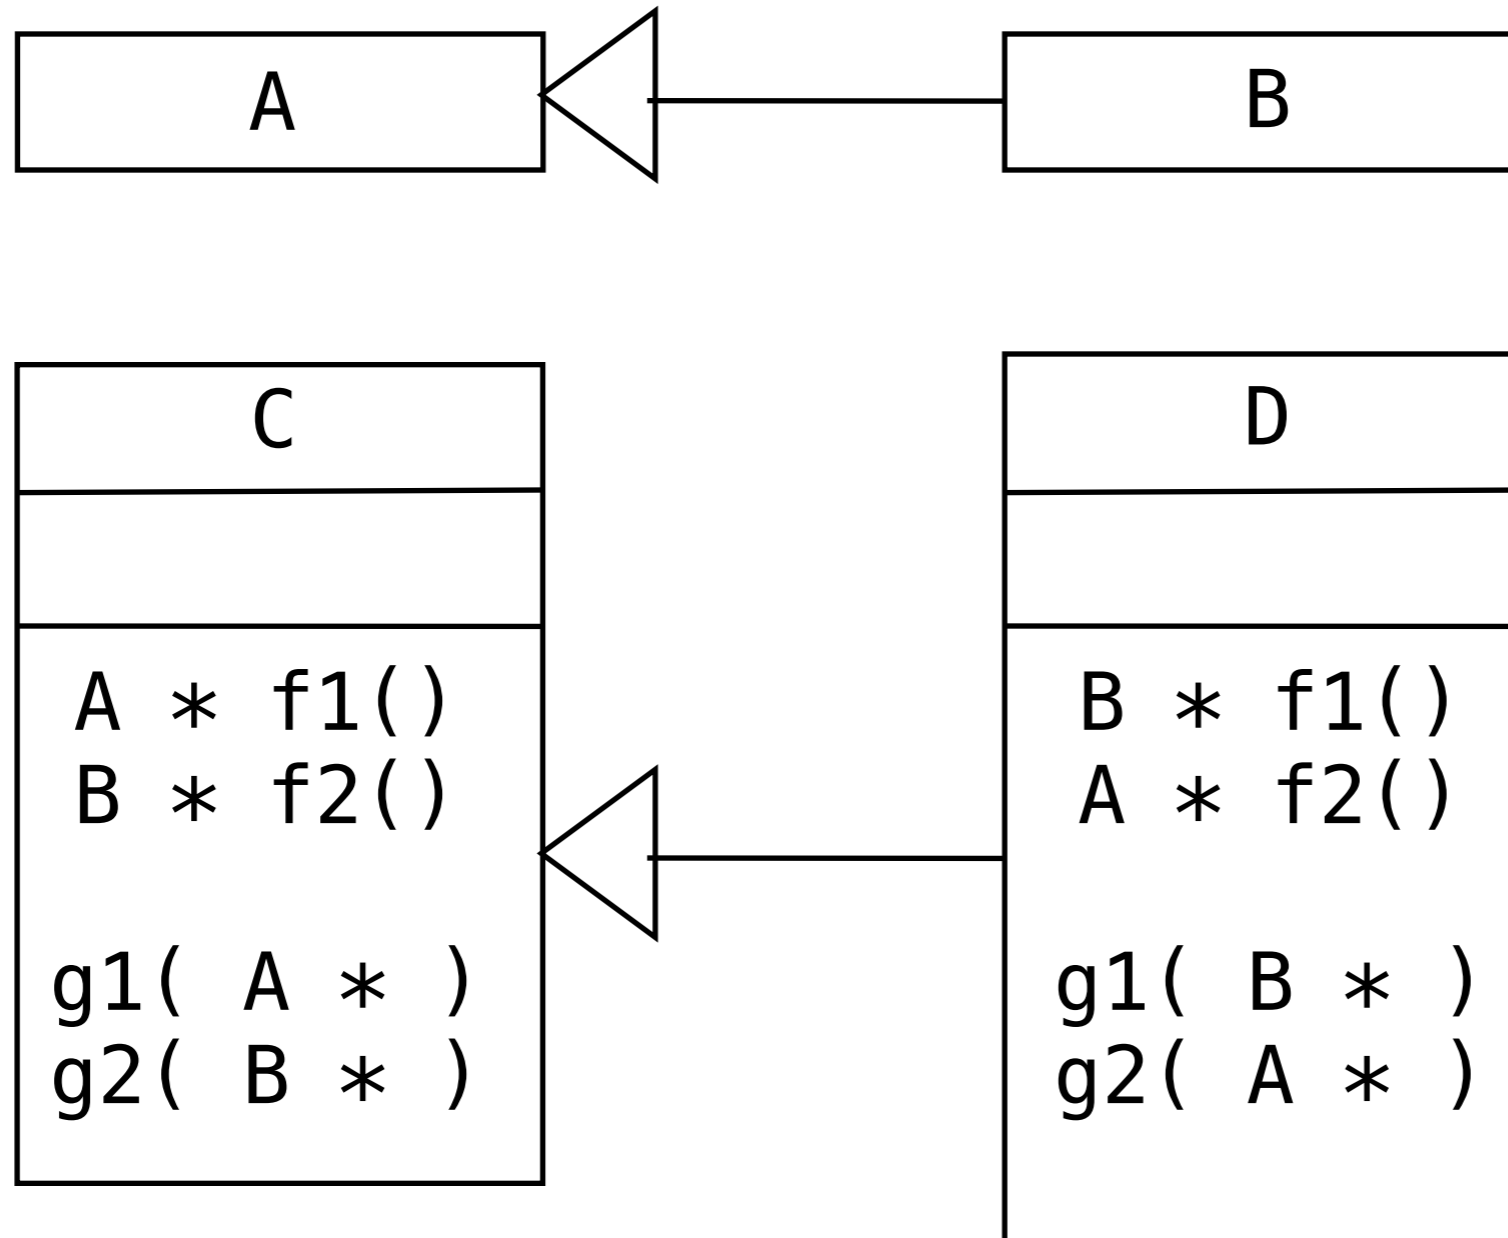 A
B
C
A * f1()
B * f2()
g1( A * )
g2( B * )
D
B * f1()
A * f2()
g1( B * )
g2( A * )